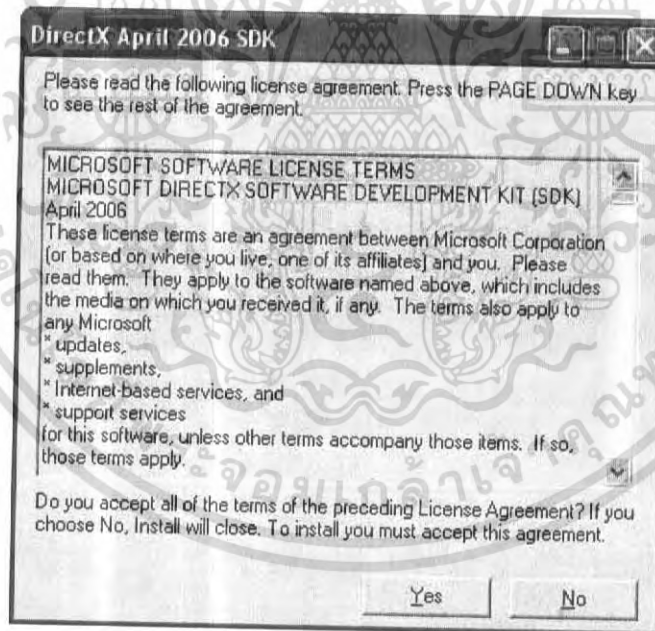 DirectX April 2006 SDK
Please read the following license agreement. Press the PAGE DOWN key
to see the rest of the agreement.
MICROSOFT SOFTWARE LICENSE TERMS
MICROSOFT DIRECTX SOFTWARE DEVELOPMENT KIT (SDK)
April 2006
These license terms are an agreement between Microsoft Corporation
(or based on where you live, one of its affiliates) and you.  Please
read them.  They apply to the software named above, which includes
the media on which you received it, if any.  The terms also apply to
any Microsoft
* updates,
* supplements,
* Internet-based services, and
* support services
for this software, unless other terms accompany those items.  If so,
those terms apply.
Do you accept all of the terms of the preceding License Agreement? If you
choose No, Install will close. To install you must accept this agreement.
Yes
No